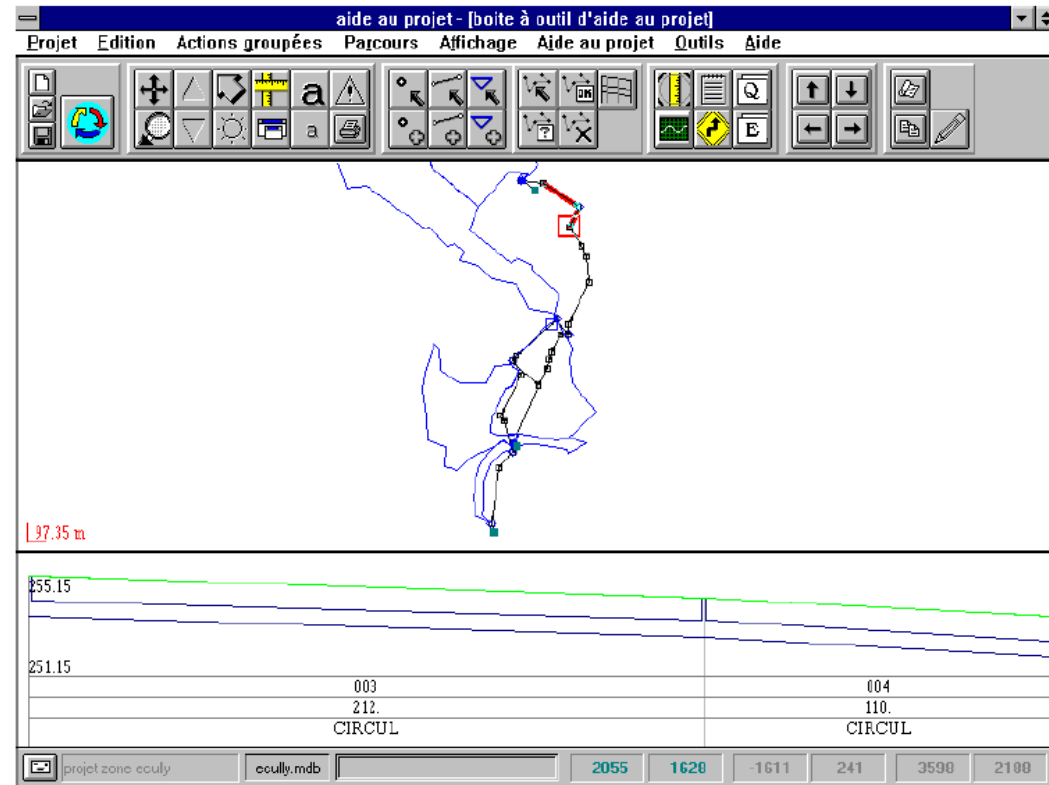 aide au projet - [boite à outil d'aide au projet]
Projet Edition Actions groupées Parcours Affichage Aide au projet Outils Aide
a Q
OK
a ? E
97.35 m
255.15
251.15
003 004
212. 110.
CIRCUL CIRCUL
projet zone eculy ecully.mdb 2055 1620 -1611 241 3590 2100